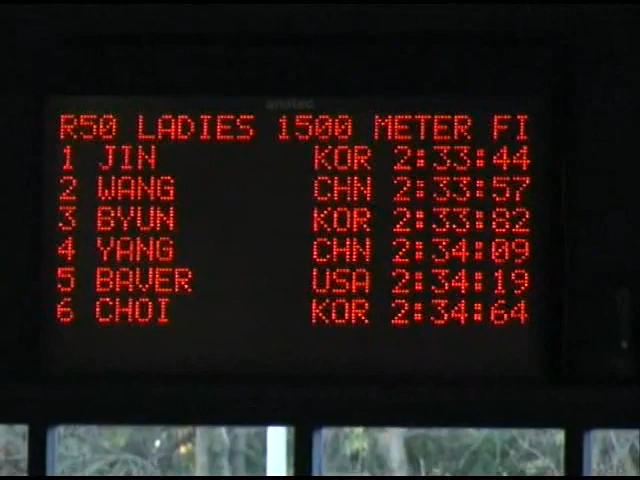 R50 LADIES 1500 METER FI
1 JIN KOR 2:33:44
2 WANG CHN 2:33:57
3 BYUN KOR 2:33:82
4 YANG CHN 2:34:09
5 BAVER USA 2:34:19
6 CHOI KOR 2:34:64